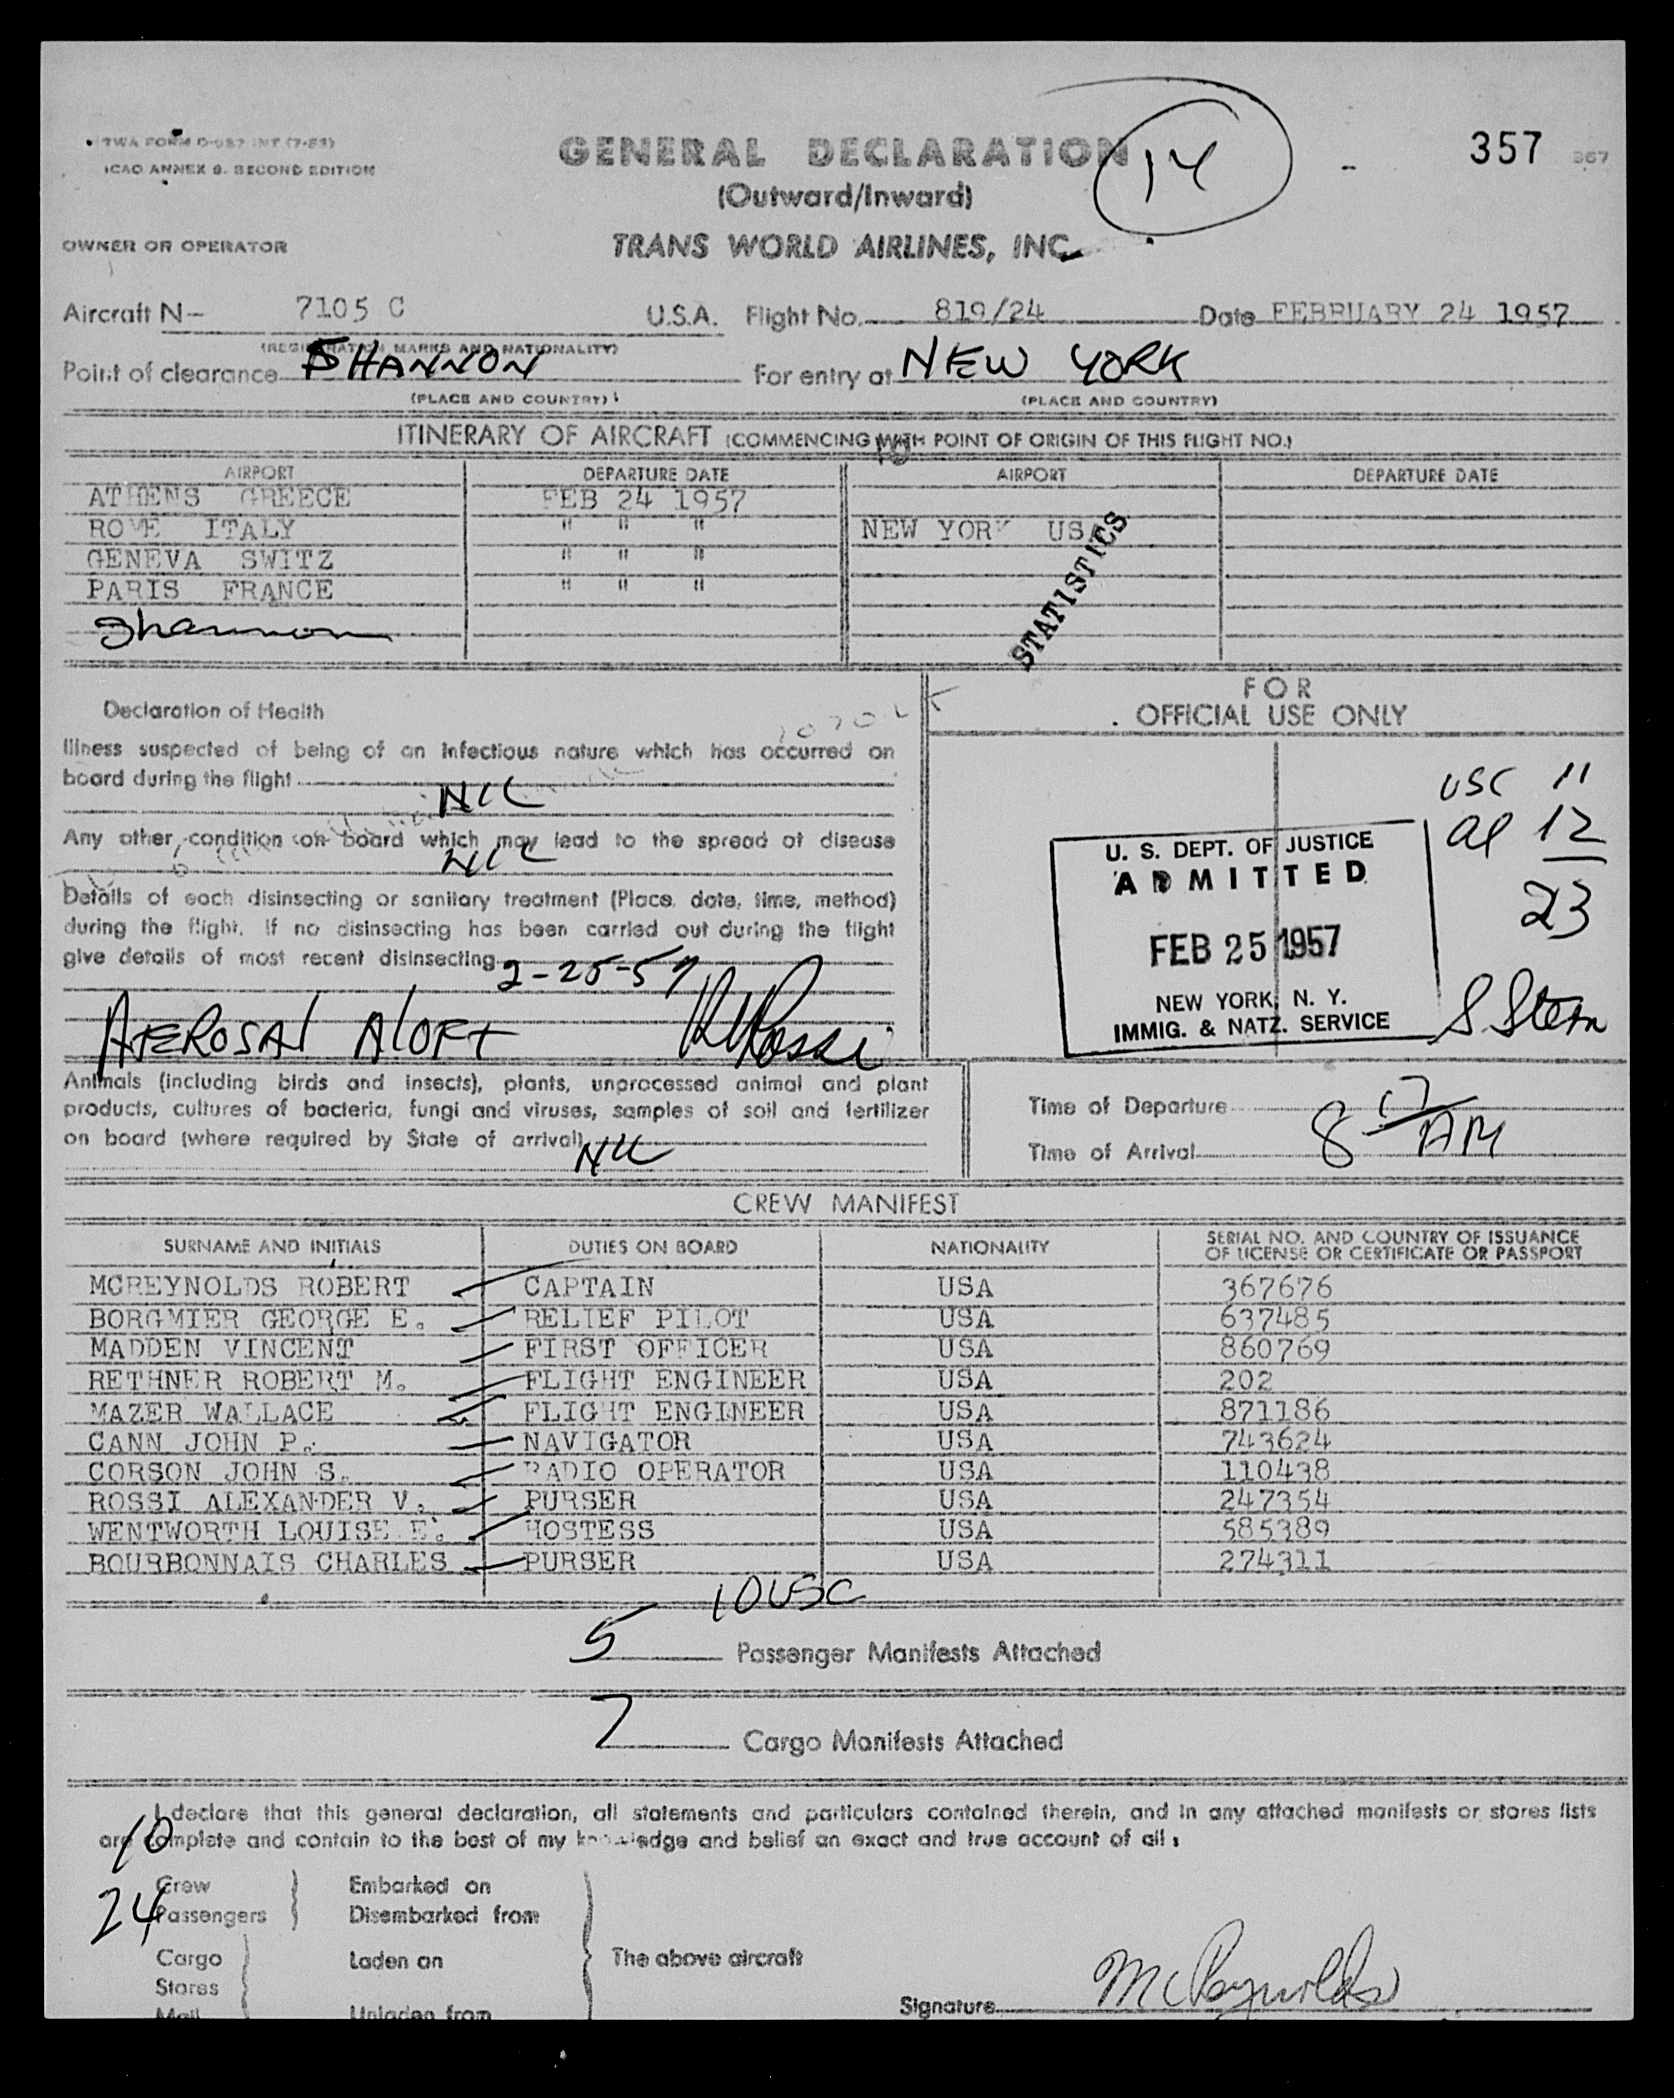 TWA FORM D-087 INT (7-53)
ICAO ANNEX 9. SECOND EDITION
GENERAL DECLARATION
(Outward/Inward)
14
357
357
OWNER OR OPERATOR
TRANS WORLD AIRLINES, INC.
Aircraft N- 7105 C U.S.A. Flight No. 819/24 Date FEBRUARY 24 1957
(REGISTRATION MARKS AND NATIONALITY)
Point of clearance SHANNON For entry at NEW YORK
(PLACE AND COUNTRY) (PLACE AND COUNTRY)
ITINERARY OF AIRCRAFT (COMMENCING WITH POINT OF ORIGIN OF THIS FLIGHT NO.)
10
AIRPORT DEPARTURE DATE AIRPORT DEPARTURE DATE
ATHENS GREECE FEB 24 1957
ROME ITALY " " " NEW YORK USA
GENEVA SWITZ " " "
PARIS FRANCE " " "
Shannon
STATISTICS
Declaration of Health
Illness suspected of being of an infectious nature which has occurred on
board during the flight
NIL
Any other condition on board which may lead to the spread of disease
NIL
Details of each disinsecting or sanitary treatment (Place, date, time, method)
during the flight. If no disinsecting has been carried out during the flight
give details of most recent disinsecting 2-25-57
AEROSAL ALOFT Rossi
FOR
OFFICIAL USE ONLY
USC 11
al 12
23
U. S. DEPT. OF JUSTICE
ADMITTED
FEB 25 1957
NEW YORK, N. Y.
IMMIG. & NATZ. SERVICE
S. Stern
Animals (including birds and insects), plants, unprocessed animal and plant
products, cultures of bacteria, fungi and viruses, samples of soil and fertilizer
on board (where required by State of arrival)
NIL
Time of Departure
Time of Arrival 8 17 AM
CREW MANIFEST
SURNAME AND INITIALS DUTIES ON BOARD NATIONALITY SERIAL NO. AND COUNTRY OF ISSUANCE
OF LICENSE OR CERTIFICATE OR PASSPORT
MCREYNOLDS ROBERT CAPTAIN USA 367676
BORGMIER GEORGE E. RELIEF PILOT USA 637485
MADDEN VINCENT FIRST OFFICER USA 860769
RETHNER ROBERT M. FLIGHT ENGINEER USA 202
MAZER WALLACE FLIGHT ENGINEER USA 871186
CANN JOHN P. NAVIGATOR USA 743624
CORSON JOHN S. RADIO OPERATOR USA 110438
ROSSI ALEXANDER V. PURSER USA 247354
WENTWORTH LOUISE E. HOSTESS USA 585389
BOURBONNAIS CHARLES PURSER USA 274311
10 USC
5 Passenger Manifests Attached
7 Cargo Manifests Attached
I declare that this general declaration, all statements and particulars contained therein, and in any attached manifests or stores lists
are complete and contain to the best of my knowledge and belief an exact and true account of all:
10
Crew Embarked on
24
Passengers Disembarked from
Cargo Laden on The above aircraft
Stores
Mail Unladen from
Signature McReynolds